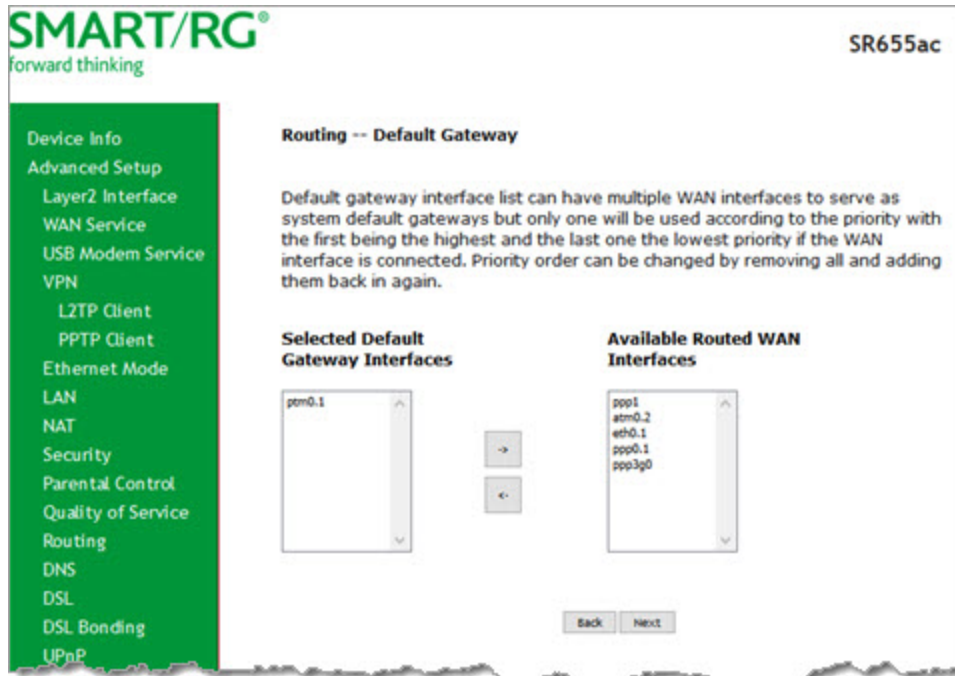 SMART/RG®
forward thinking
SR655ac
Device Info
Advanced Setup
Layer2 Interface
WAN Service
USB Modem Service
VPN
L2TP Client
PPTP Client
Ethernet Mode
LAN
NAT
Security
Parental Control
Quality of Service
Routing
DNS
DSL
DSL Bonding
UPnP
Routing -- Default Gateway
Default gateway interface list can have multiple WAN interfaces to serve as
system default gateways but only one will be used according to the priority with
the first being the highest and the last one the lowest priority if the WAN
interface is connected. Priority order can be changed by removing all and adding
them back in again.
Selected Default
Gateway Interfaces
ptm0.1
->
<-
Available Routed WAN
Interfaces
ppp1
atm0.2
eth0.1
ppp0.1
ppp3g0
Back
Next